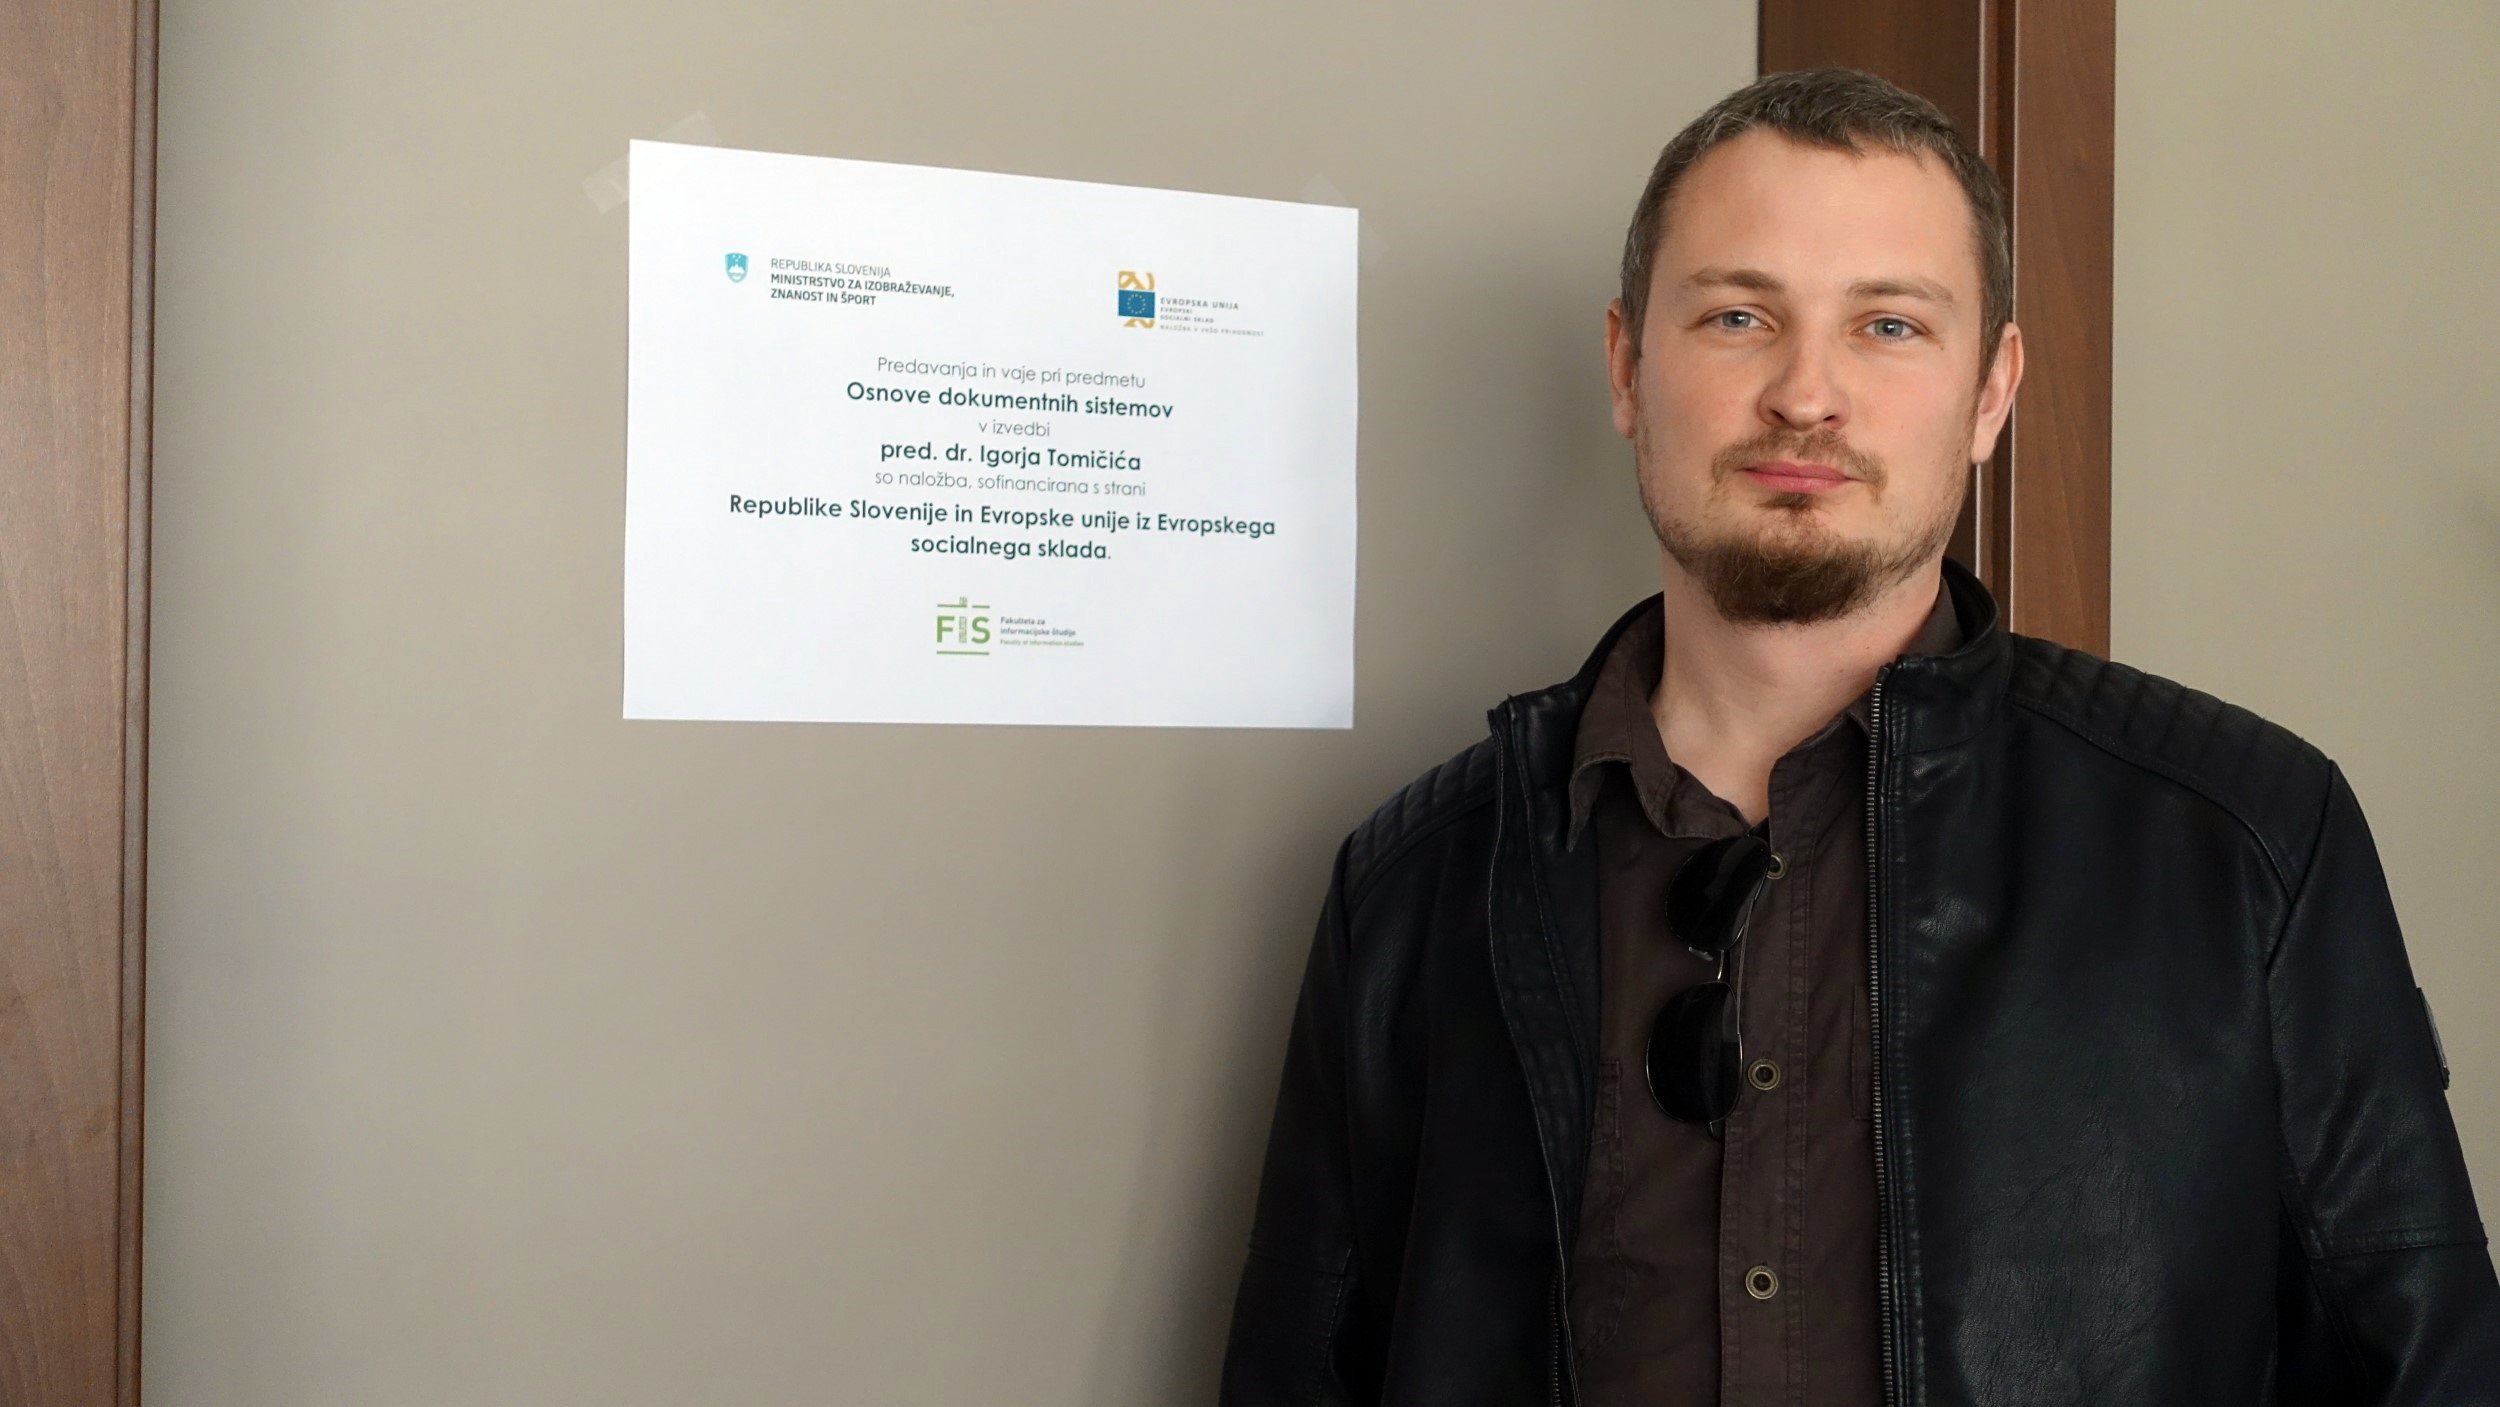 REPUBLIKA SLOVENIJA
MINISTRSTVO ZA IZOBRAŽEVANJE,
ZNANOST IN ŠPORT
EVROPSKA UNIJA
EVROPSKI
SOCIALNI SKLAD
NALOŽBA V VAŠO PRIHODNOST
Predavanja in vaje pri predmetu
Osnove dokumentnih sistemov
v izvedbi
pred. dr. Igorja Tomičića
so naložba, sofinancirana s strani
Republike Slovenije in Evropske unije iz Evropskega
socialnega sklada.
FIS
Fakulteta za
informacijske študije
Faculty of information studies